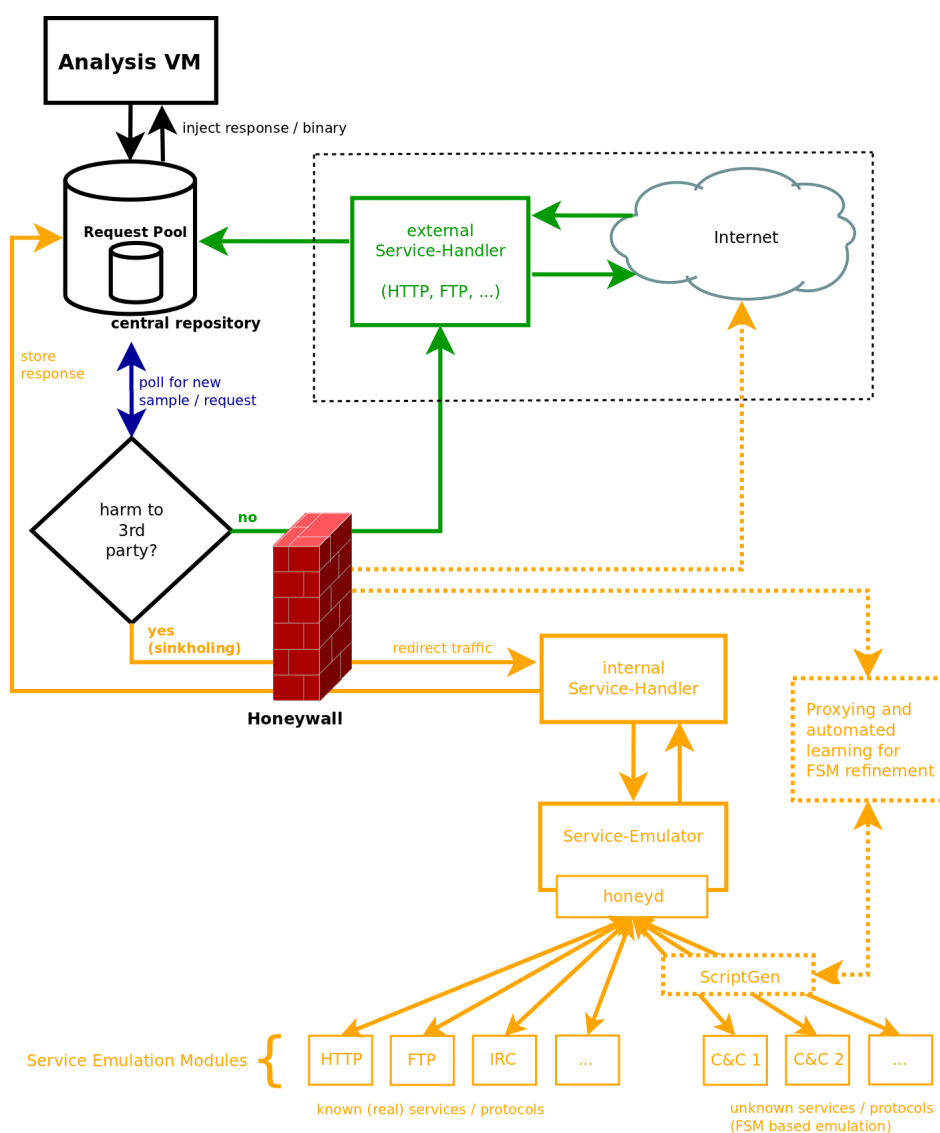 Analysis VM
inject response / binary
Request Pool
central repository
external
Service-Handler
(HTTP, FTP, ...)
Internet
store
response
poll for new
sample / request
harm to
3rd
party?
no
yes
(sinkholing)
Honeywall
redirect traffic
internal
Service-Handler
Proxying and
automated
learning for
FSM refinement
Service-Emulator
honeyd
ScriptGen
Service Emulation Modules
HTTP
FTP
IRC
...
C&C 1
C&C 2
...
known (real) services / protocols
unknown services / protocols
(FSM based emulation)